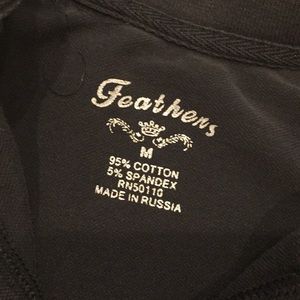 Feathers
M
95% COTTON
5% SPANDEX
RN50110
MADE IN RUSSIA